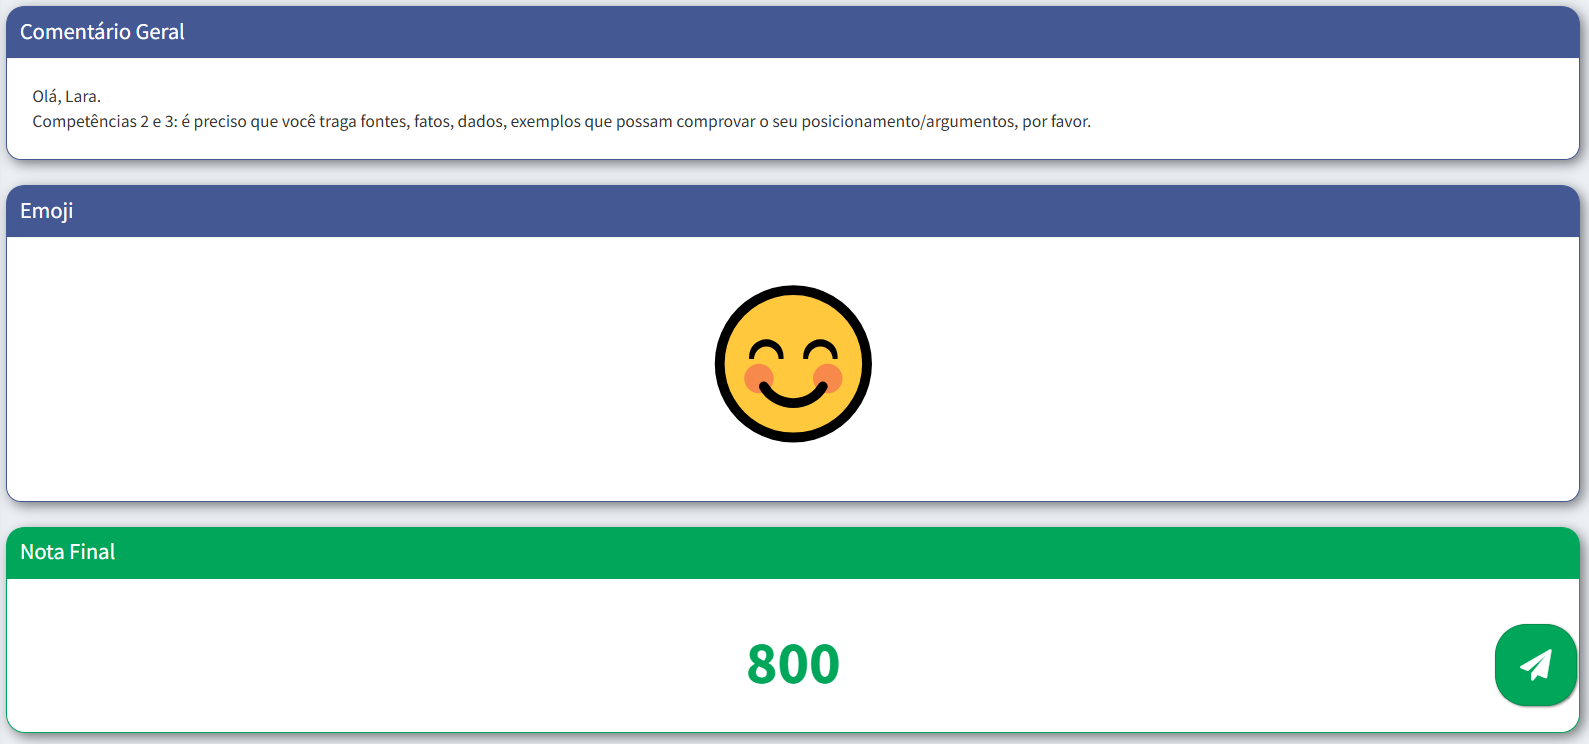 Comentário Geral
Olá, Lara.
Competências 2 e 3: é preciso que você traga fontes, fatos, dados, exemplos que possam comprovar o seu posicionamento/argumentos, por favor.
Emoji
Nota Final
800